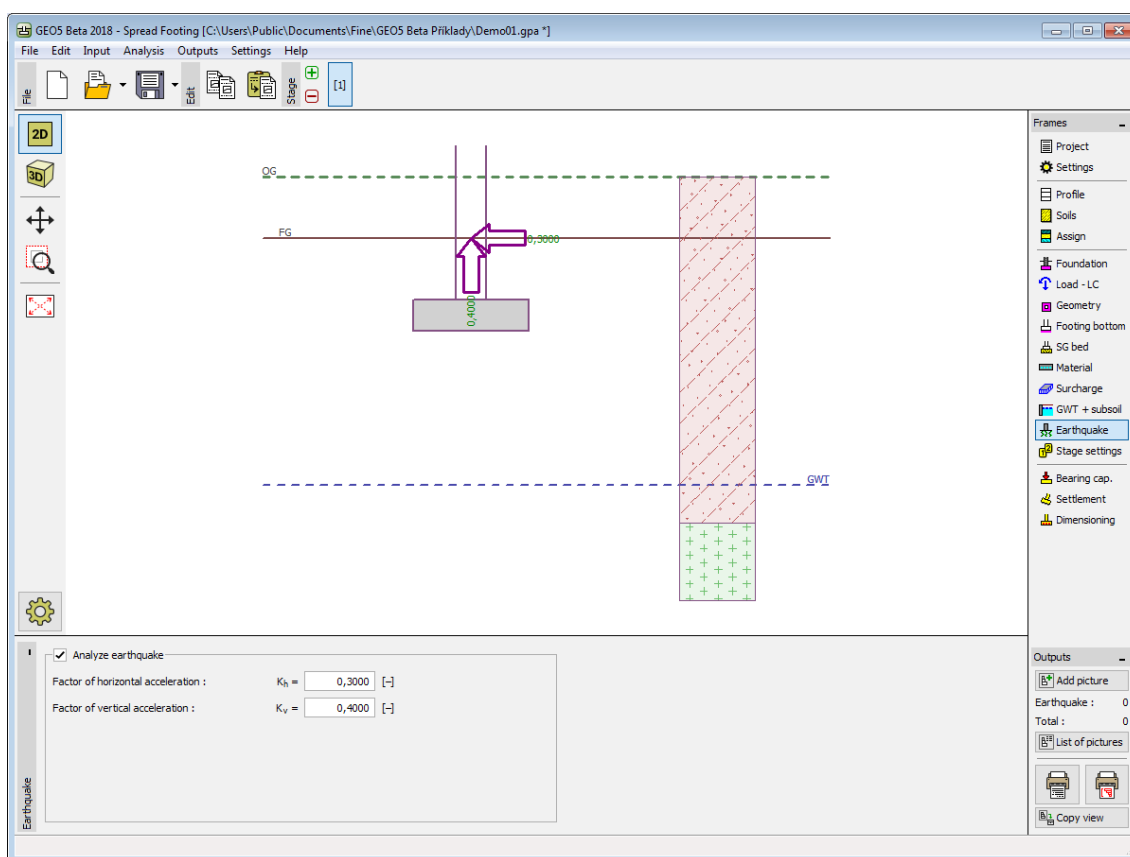 GEO5 Beta 2018 - Spread Footing [C:\Users\Public\Documents\Fine\GEO5 Beta Příklady\Demo01.gpa *]
File Edit Input Analysis Outputs Settings Help
File
Edit
Stage
[1]
2D
3D
OG
FG
0,3000
0,4000
GWT
Frames
Project
Settings
Profile
Soils
Assign
Foundation
Load - LC
Geometry
Footing bottom
SG bed
Material
Surcharge
GWT + subsoil
Earthquake
Stage settings
Bearing cap.
Settlement
Dimensioning
Earthquake
Analyze earthquake
Factor of horizontal acceleration : Kh = 0,3000 [–]
Factor of vertical acceleration : Kv = 0,4000 [–]
Outputs
Add picture
Earthquake : 0
Total : 0
List of pictures
Copy view